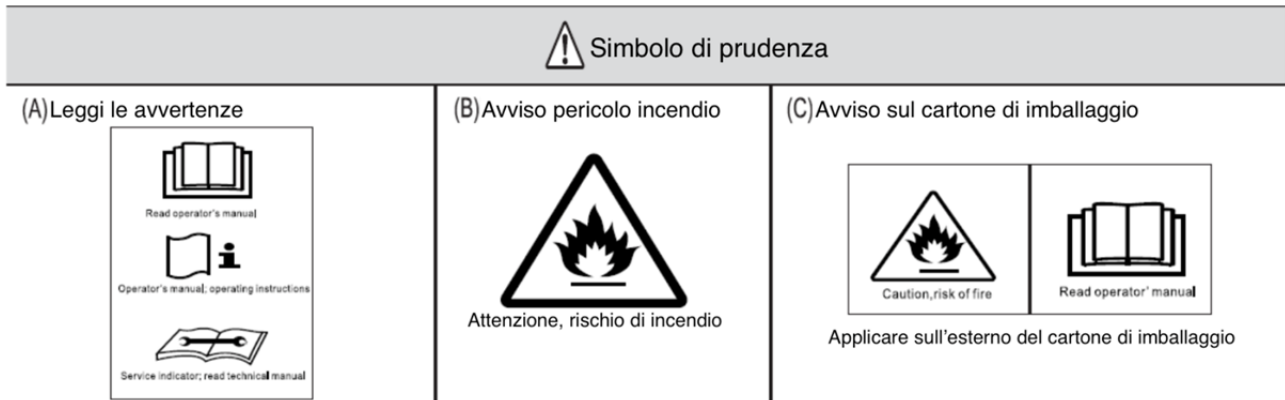 Simbolo di prudenza
(A) Leggi le avvertenze
Read operator's manual
Operator's manual; operating instructions
Service indicator; read technical manual
(B) Avviso pericolo incendio
Attenzione, rischio di incendio
(C) Avviso sul cartone di imballaggio
Caution,risk of fire
Read operator' manual
Applicare sull'esterno del cartone di imballaggio